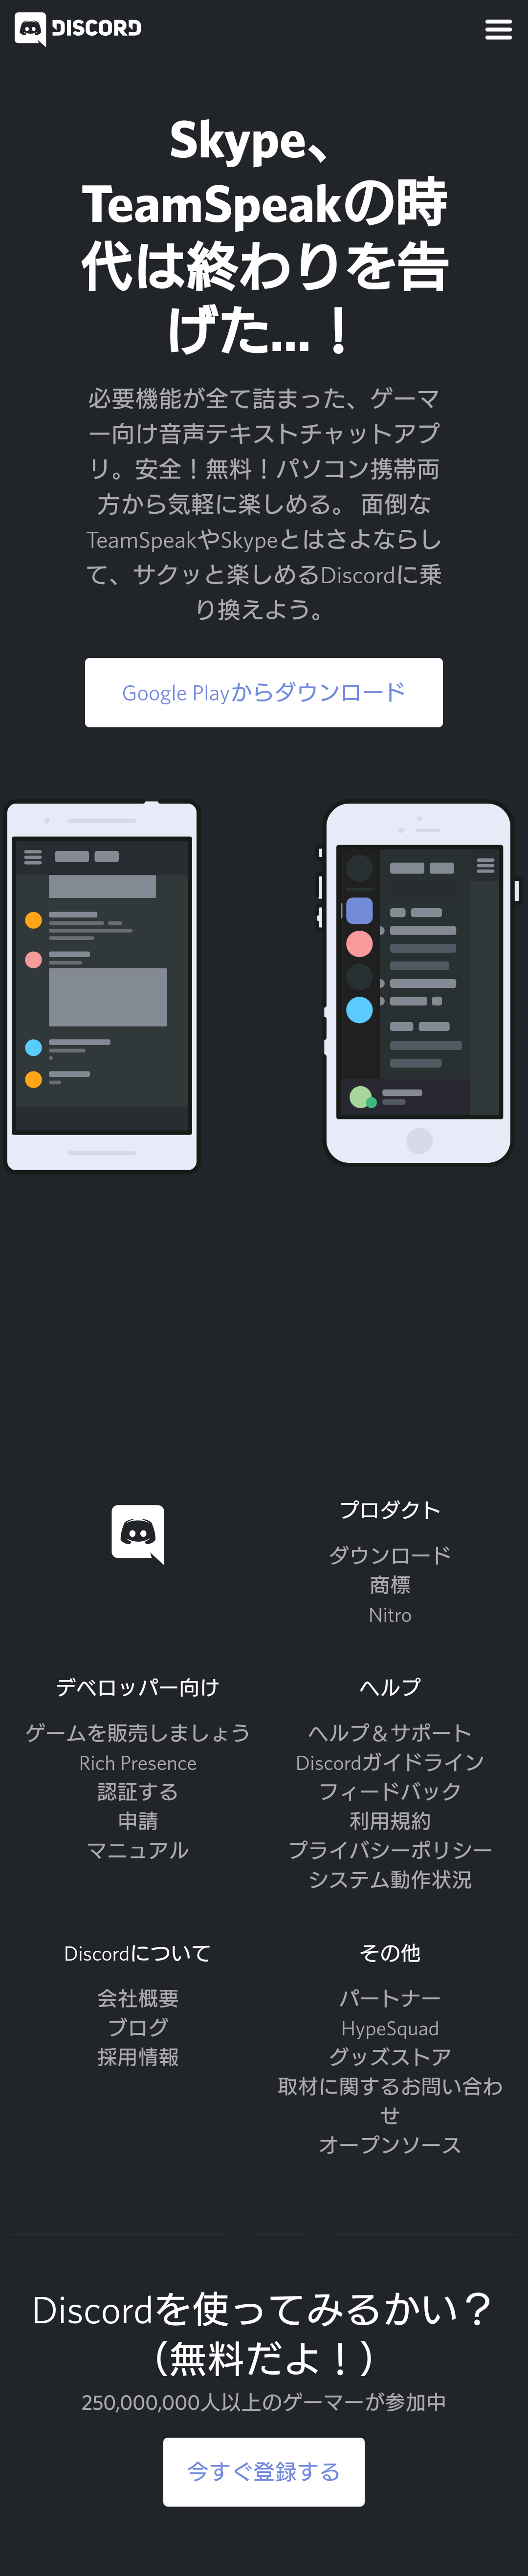 DISCORD
Skype、
TeamSpeakの時
代は終わりを告
げた...！
必要機能が全て詰まった、ゲーマ
ー向け音声テキストチャットアプ
リ。安全！無料！パソコン携帯両
方から気軽に楽しめる。 面倒な
TeamSpeakやSkypeとはさよならし
て、サクッと楽しめるDiscordに乗
り換えよう。
Google Playからダウンロード
プロダクト
ダウンロード
商標
Nitro
デベロッパー向け
ゲームを販売しましょう
Rich Presence
認証する
申請
マニュアル
ヘルプ
ヘルプ＆サポート
Discordガイドライン
フィードバック
利用規約
プライバシーポリシー
システム動作状況
Discordについて
会社概要
ブログ
採用情報
その他
パートナー
HypeSquad
グッズストア
取材に関するお問い合わ
せ
オープンソース
Discordを使ってみるかい？
（無料だよ！）
250,000,000人以上のゲーマーが参加中
今すぐ登録する